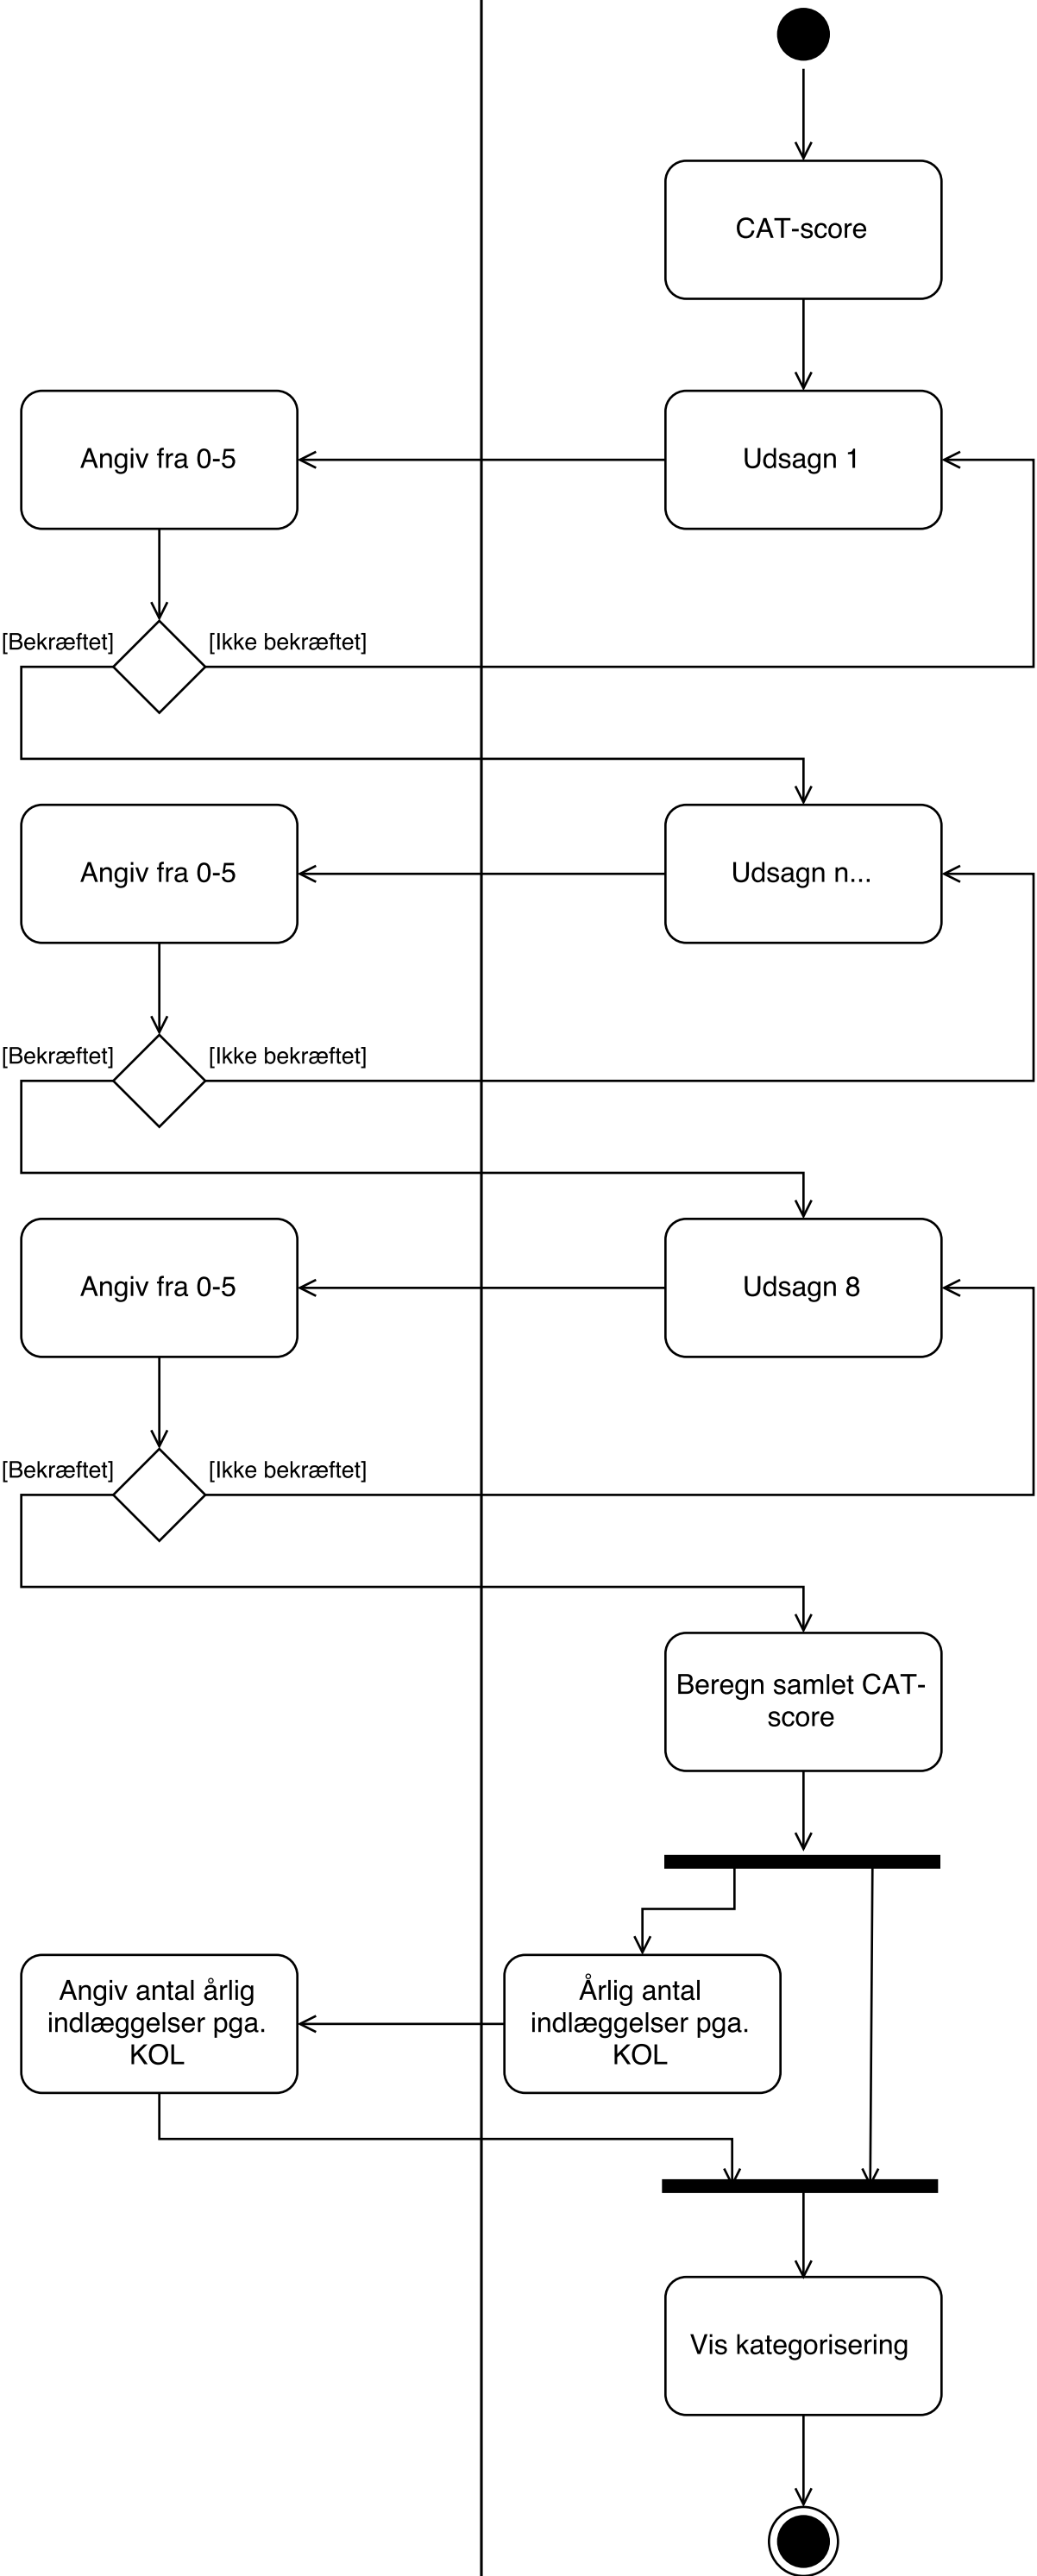 CAT-score
Angiv fra 0-5
Udsagn 1
[Bekræftet]
[Ikke bekræftet]
Angiv fra 0-5
Udsagn n...
[Bekræftet]
[Ikke bekræftet]
Angiv fra 0-5
Udsagn 8
[Bekræftet]
[Ikke bekræftet]
Beregn samlet CAT-
score
Angiv antal årlig
indlæggelser pga.
KOL
Årlig antal
indlæggelser pga.
KOL
Vis kategorisering